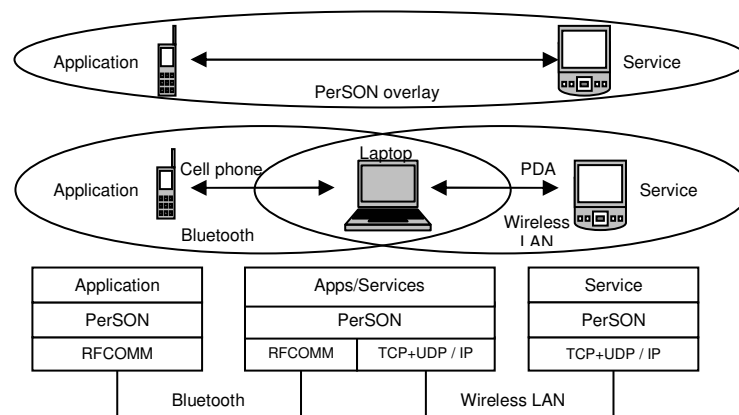 Application
Service
PerSON overlay
Laptop
Cell phone
PDA
Application
Service
Bluetooth
Wireless
LAN
Application
Apps/Services
Service
PerSON
PerSON
PerSON
RFCOMM
RFCOMM
TCP+UDP / IP
TCP+UDP / IP
Bluetooth
Wireless LAN